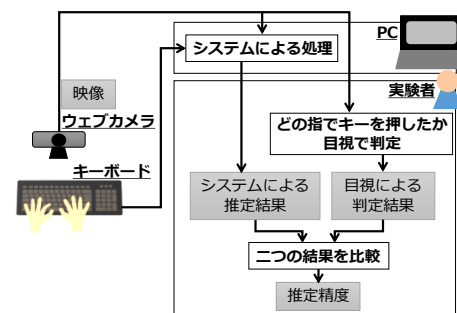 PC
システムによる処理
実験者
映像
ウェブカメラ
どの指でキーを押したか
目視で判定
キーボード
システムによる
推定結果
目視による
判定結果
二つの結果を比較
推定精度